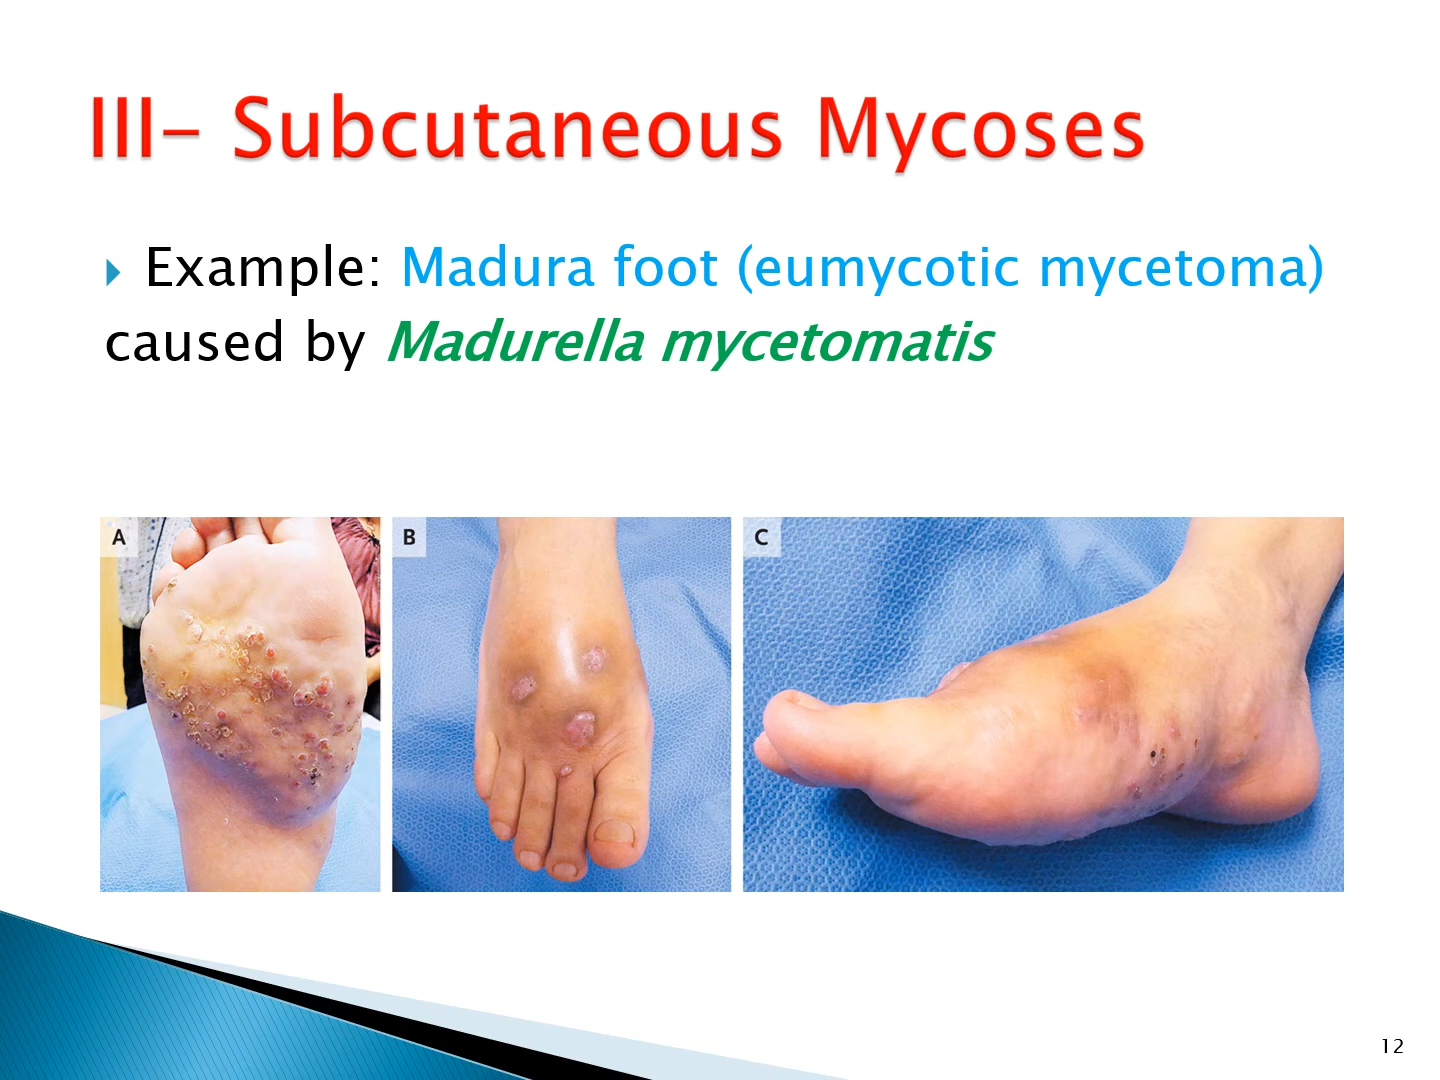 III- Subcutaneous Mycoses
Example: Madura foot (eumycotic mycetoma)
caused by Madurella mycetomatis
A
B
C
12